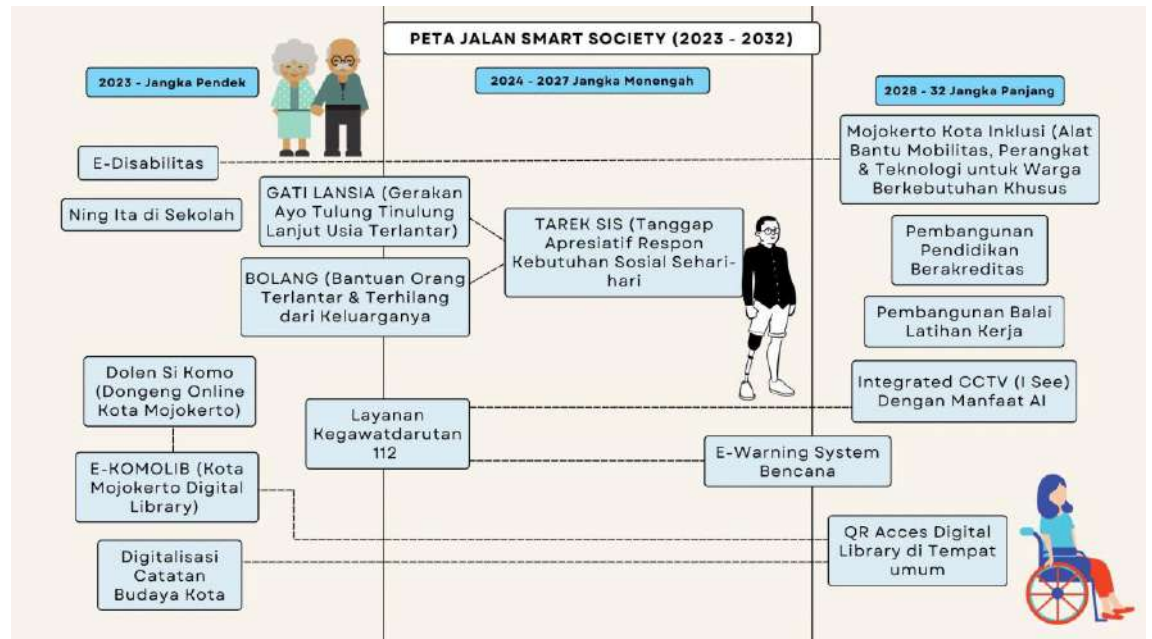 PETA JALAN SMART SOCIETY (2023 - 2032)
2023 - Jangka Pendek
2024 - 2027 Jangka Menengah
2028 - 32 Jangka Panjang
E-Disabilitas
Ning Ita di Sekolah
GATI LANSIA (Gerakan
Ayo Tulung Tinulung
Lanjut Usia Terlantar)
BOLANG (Bantuan Orang
Terlantar & Terhilang
dari Keluarganya
Dolen Si Komo
(Dongeng Online
Kota Mojokerto)
E-KOMOLIB (Kota
Mojokerto Digital
Library)
Digitalisasi
Catatan
Budaya Kota
TAREK SIS (Tanggap
Apresiatif Respon
Kebutuhan Sosial Sehari-
hari
Layanan
Kegawatdarutan
112
E-Warning System
Bencana
Mojokerto Kota Inklusi (Alat
Bantu Mobilitas, Perangkat
& Teknologi untuk Warga
Berkebutuhan Khusus
Pembangunan
Pendidikan
Berakreditas
Pembangunan Balai
Latihan Kerja
Integrated CCTV (I See)
Dengan Manfaat AI
QR Acces Digital
Library di Tempat
umum